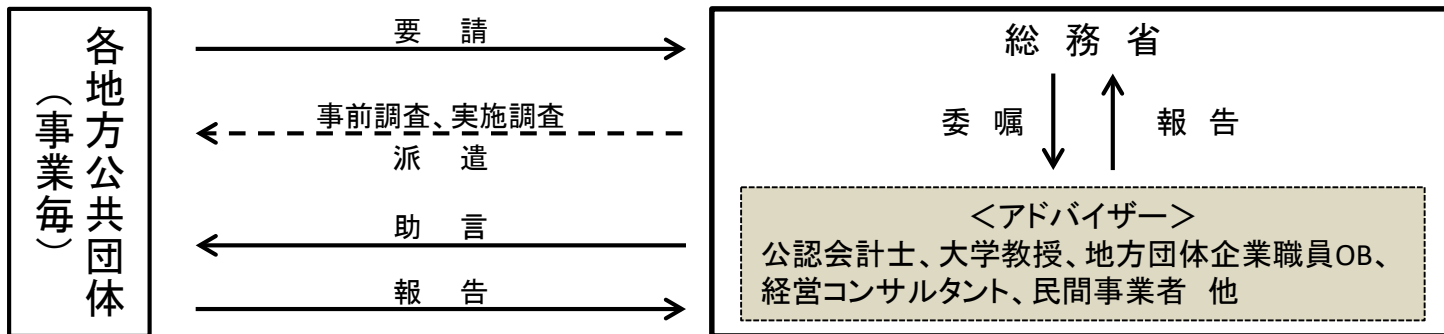 各地方公共団体
（事業毎）
要 請
事前調査、実施調査
派 遣
助 言
報 告
総 務 省
委 嘱
報 告
＜アドバイザー＞
公認会計士、大学教授、地方団体企業職員OB、
経営コンサルタント、民間事業者 他